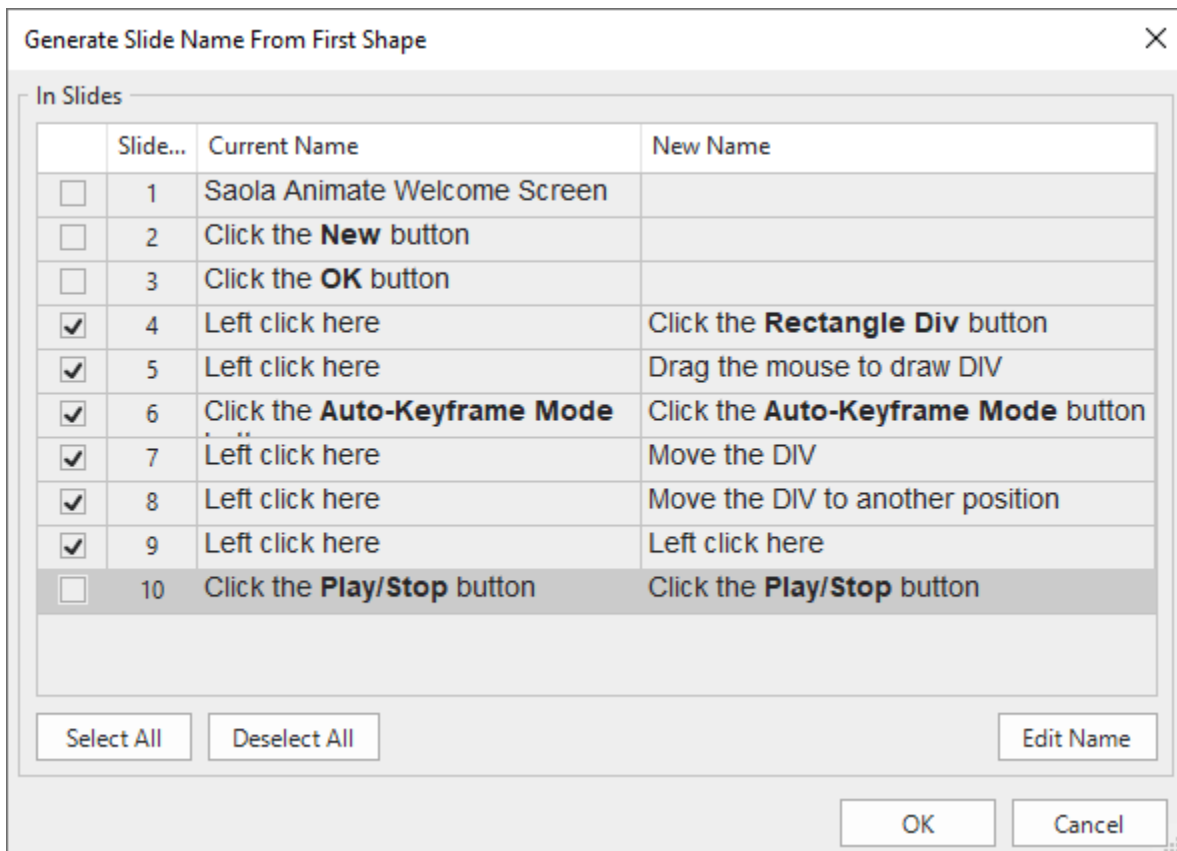 Generate Slide Name From First Shape
In Slides
Slide... Current Name New Name
1 Saola Animate Welcome Screen
2 Click the New button
3 Click the OK button
4 Left click here Click the Rectangle Div button
5 Left click here Drag the mouse to draw DIV
6 Click the Auto-Keyframe Mode Click the Auto-Keyframe Mode button
7 Left click here Move the DIV
8 Left click here Move the DIV to another position
9 Left click here Left click here
10 Click the Play/Stop button Click the Play/Stop button
Select All Deselect All Edit Name
OK Cancel